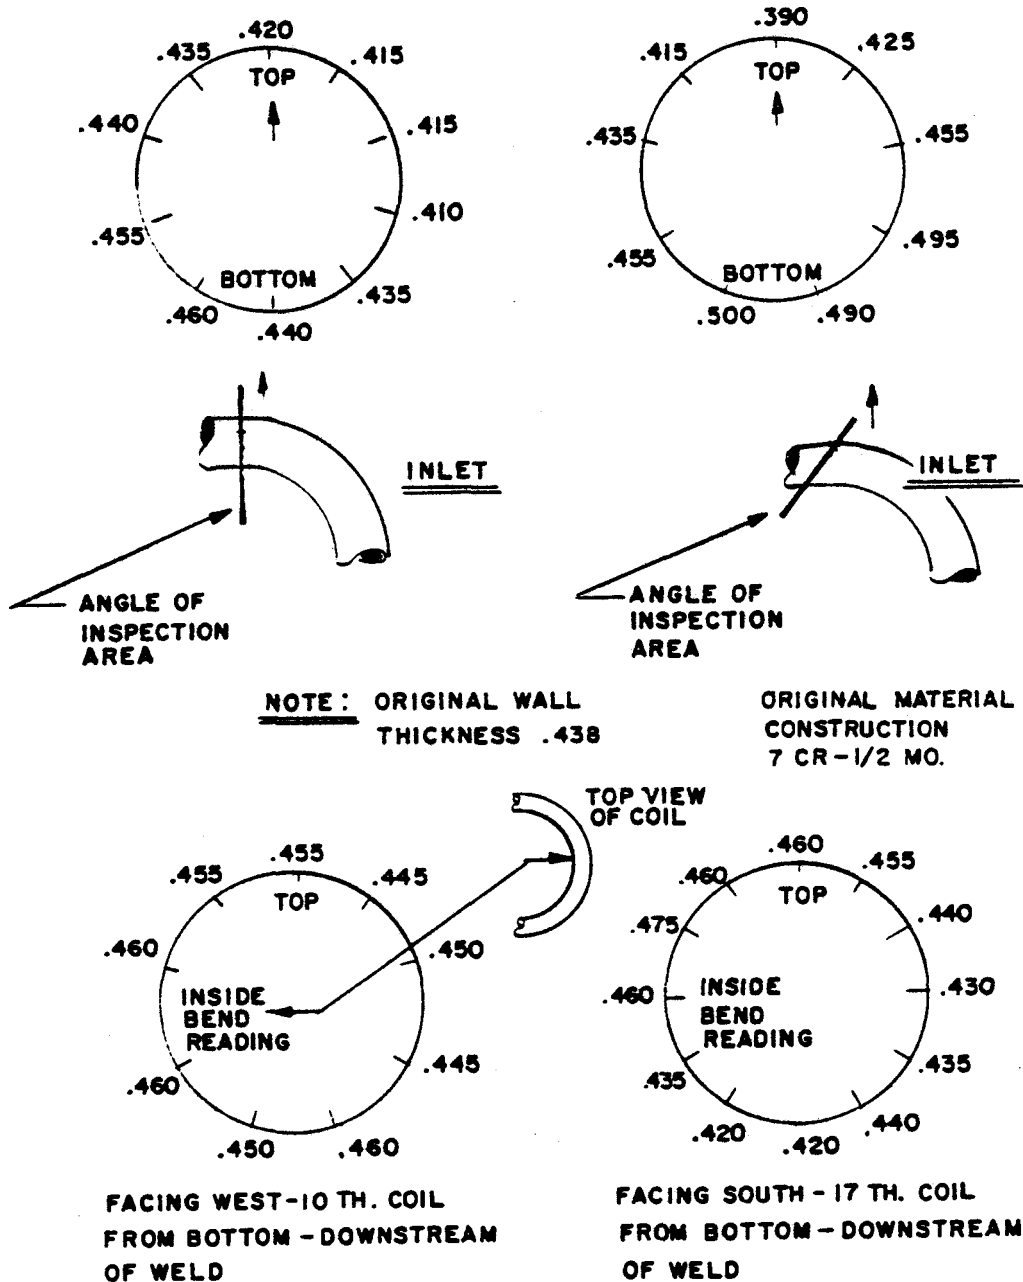 .420
.435
.415
TOP
.440
.415
.410
.455
BOTTOM
.435
.460
.440
.390
.415
.425
TOP
.435
.455
.495
.455
BOTTOM
.500
.490
INLET
ANGLE OF
INSPECTION
AREA
INLET
ANGLE OF
INSPECTION
AREA
NOTE: ORIGINAL WALL
THICKNESS .438
ORIGINAL MATERIAL
CONSTRUCTION
7 CR-1/2 MO.
TOP VIEW
OF COIL
.455
.455
.445
TOP
.460
.450
INSIDE
BEND
READING
.460
.445
.450
.460
FACING WEST-10 TH. COIL
FROM BOTTOM-DOWNSTREAM
OF WELD
.460
.460
.455
TOP
.475
.440
.460
INSIDE
BEND
READING
.430
.435
.435
.420
.440
.420
FACING SOUTH-17 TH. COIL
FROM BOTTOM-DOWNSTREAM
OF WELD